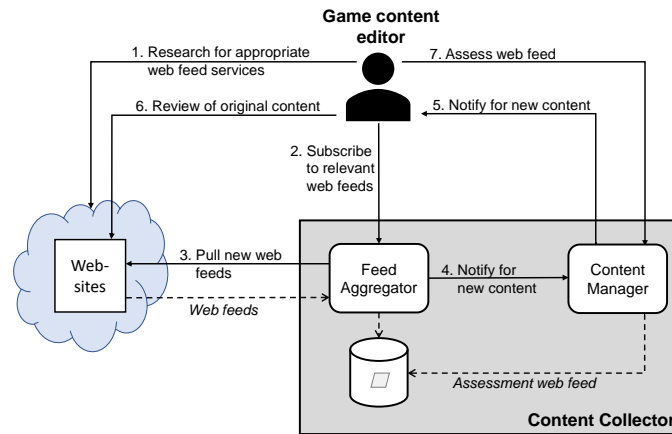 Game content
editor
1. Research for appropriate
web feed services
7. Assess web feed
6. Review of original content
5. Notify for new content
2. Subscribe
to relevant
web feeds
3. Pull new web
feeds
Web-
sites
Feed
Aggregator
4. Notify for
new content
Content
Manager
Web feeds
Assessment web feed
Content Collector